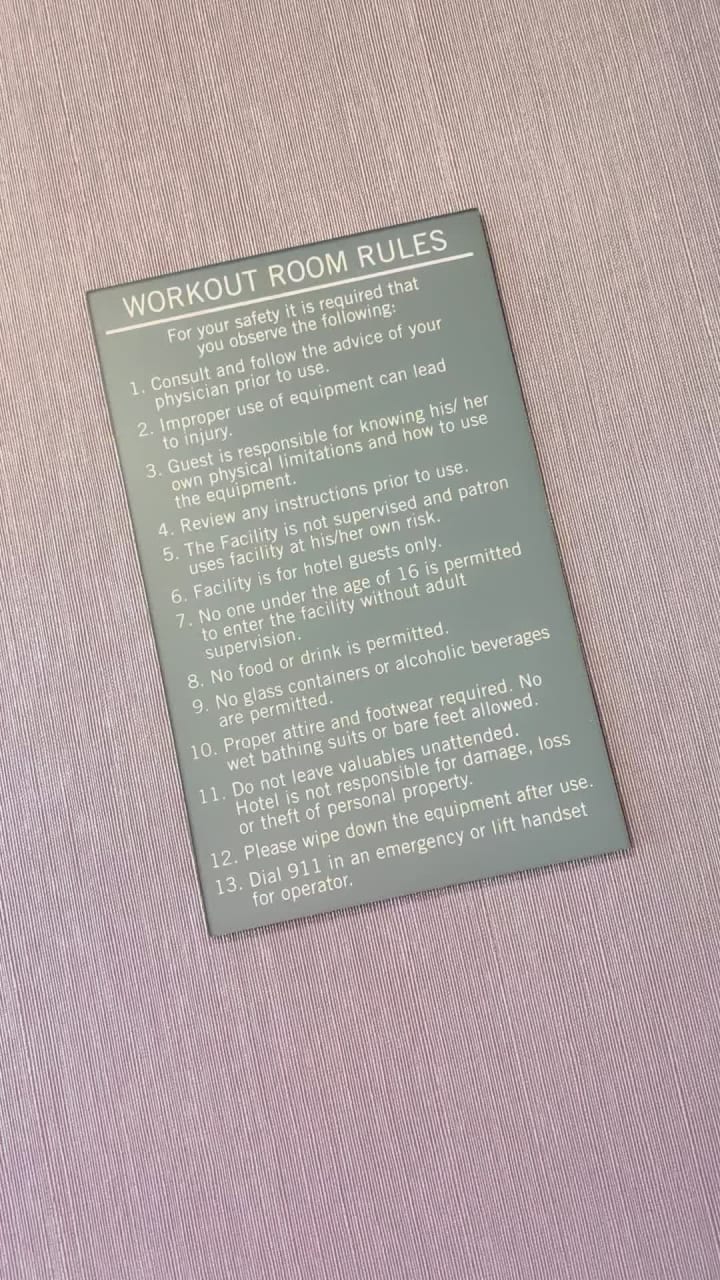 WORKOUT ROOM RULES
For your safety it is required that
you observe the following:
1. Consult and follow the advice of your
physician prior to use.
2. Improper use of equipment can lead
to injury.
3. Guest is responsible for knowing his/ her
own physical limitations and how to use
the equipment.
4. Review any instructions prior to use.
5. The Facility is not supervised and patron
uses facility at his/her own risk.
6. Facility is for hotel guests only.
7. No one under the age of 16 is permitted
to enter the facility without adult
supervision.
8. No food or drink is permitted.
9. No glass containers or alcoholic beverages
are permitted.
10. Proper attire and footwear required. No
wet bathing suits or bare feet allowed.
11. Do not leave valuables unattended.
Hotel is not responsible for damage, loss
or theft of personal property.
12. Please wipe down the equipment after use.
13. Dial 911 in an emergency or lift handset
for operator.